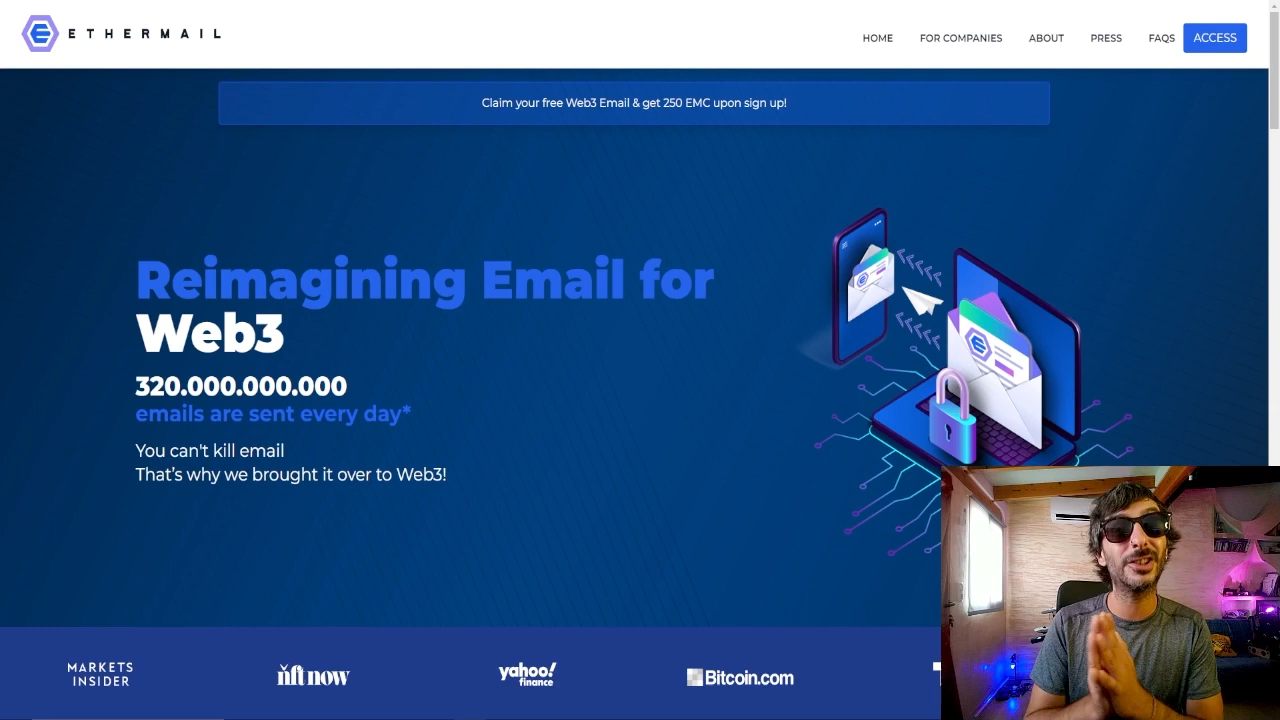 ETHERMAIL
HOME FOR COMPANIES ABOUT PRESS FAQS ACCESS
Claim your free Web3 Email & get 250 EMC upon sign up!
Reimagining Email for
Web3
320.000.000.000
emails are sent every day*
You can't kill email
That's why we brought it over to Web3!
MARKETS
INSIDER
nft now
yahoo!
finance
Bitcoin.com